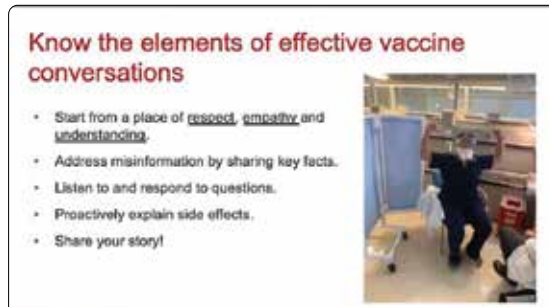 Know the elements of effective vaccine
conversations
• Start from a place of respect, empathy and
understanding.
• Address misinformation by sharing key facts.
• Listen to and respond to questions.
• Proactively explain side effects.
• Share your story!